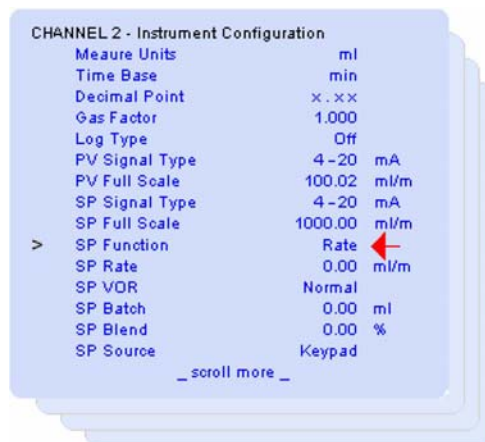 CHANNEL 2 - Instrument Configuration
Meaure Units ml
Time Base min
Decimal Point x.xx
Gas Factor 1.000
Log Type Off
PV Signal Type 4-20 mA
PV Full Scale 100.02 ml/m
SP Signal Type 4-20 mA
SP Full Scale 1000.00 ml/m
> SP Function Rate
SP Rate 0.00 ml/m
SP VOR Normal
SP Batch 0.00 ml
SP Blend 0.00 %
SP Source Keypad
_ scroll more _